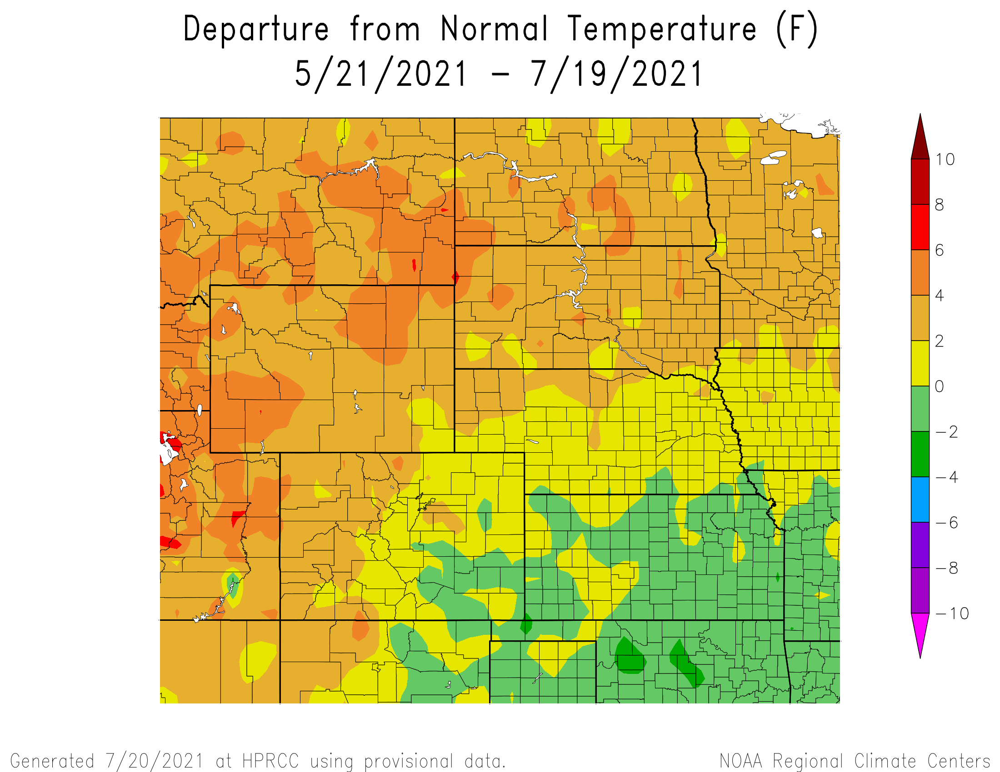 Departure from Normal Temperature (F)
5/21/2021 – 7/19/2021
10
8
6
4
2
0
−2
−4
−6
−8
−10
Generated 7/20/2021 at HPRCC using provisional data.
NOAA Regional Climate Centers